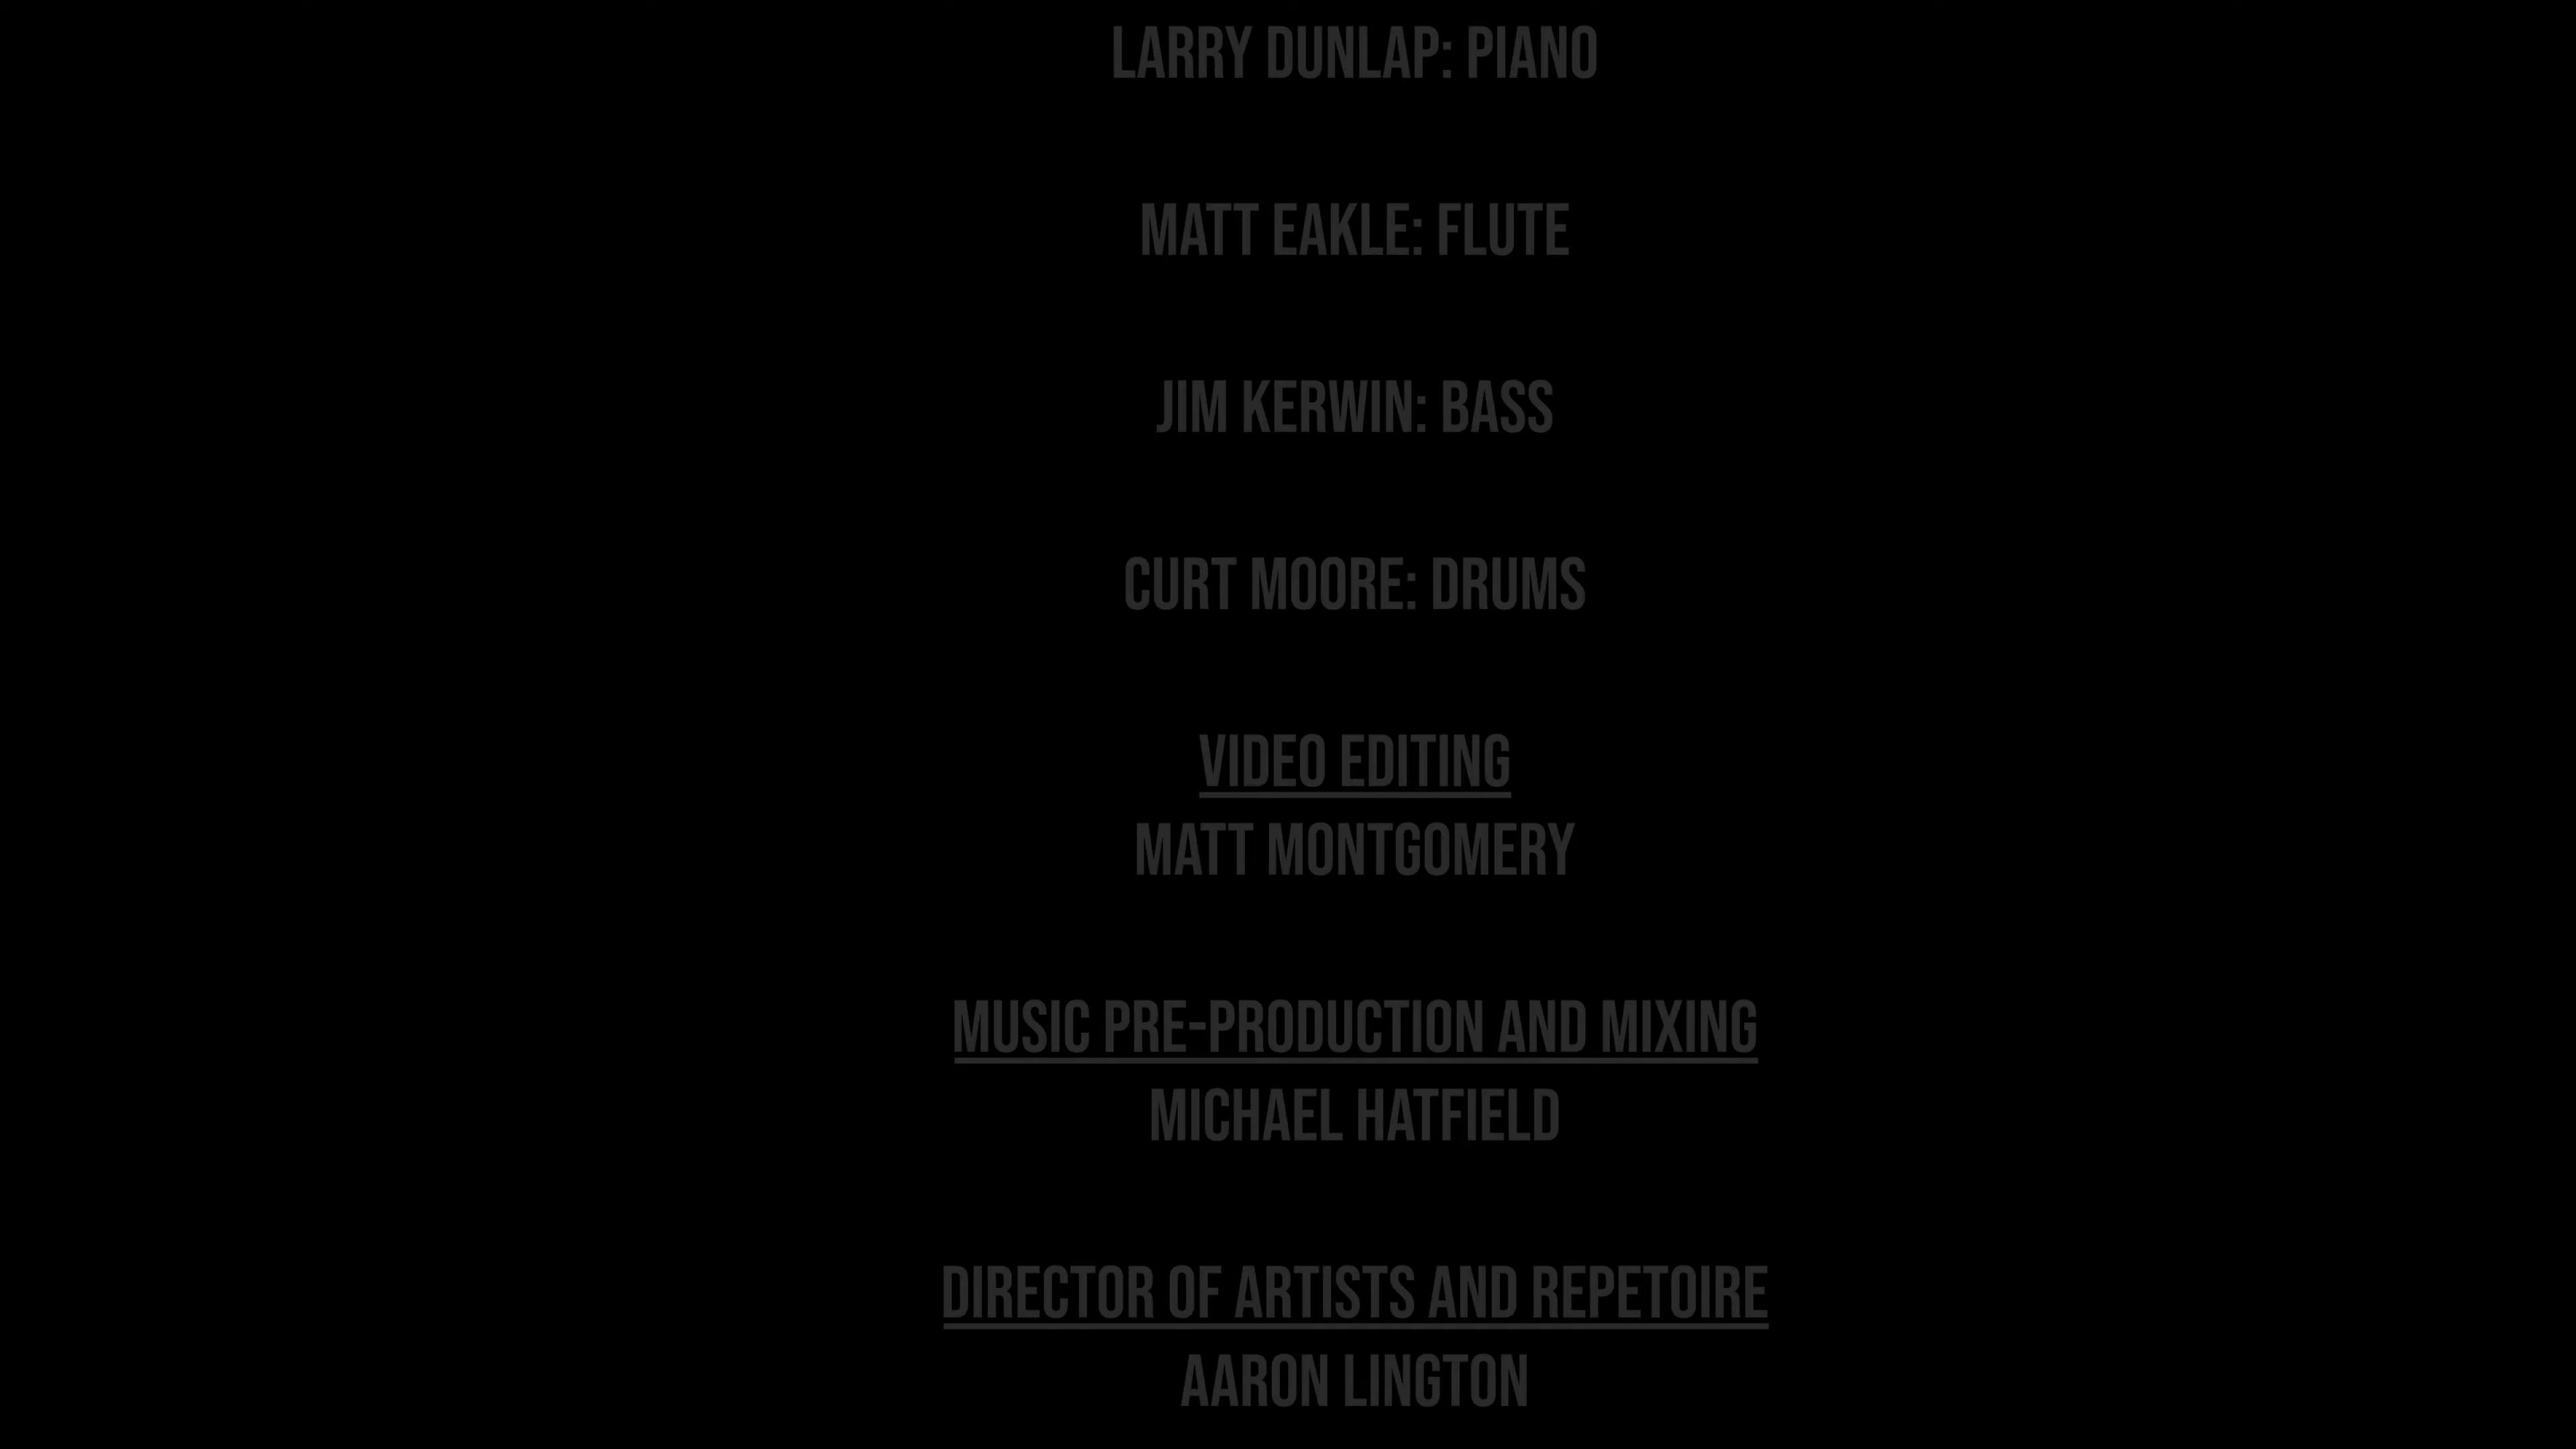 LARRY DUNLAP: PIANO
MATT EAKLE: FLUTE
JIM KERWIN: BASS
CURT MOORE: DRUMS
VIDEO EDITING
MATT MONTGOMERY
MUSIC PRE-PRODUCTION AND MIXING
MICHAEL HATFIELD
DIRECTOR OF ARTISTS AND REPETOIRE
AARON LINGTON